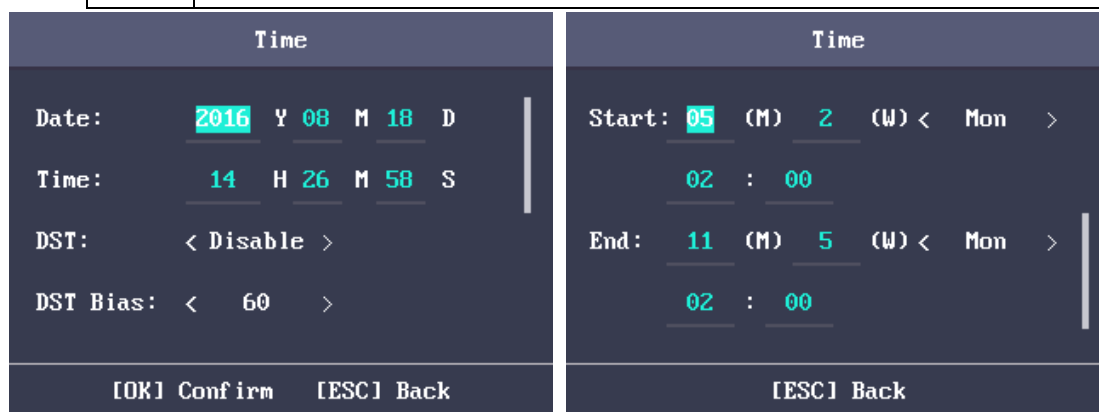 Time
Date: 2016 Y 08 M 18 D
Time: 14 H 26 M 58 S
DST: < Disable >
DST Bias: < 60 >
[OK] Confirm [ESC] Back
Time
Start: 05 (M) 2 (W) < Mon >
02 : 00
End: 11 (M) 5 (W) < Mon >
02 : 00
[ESC] Back